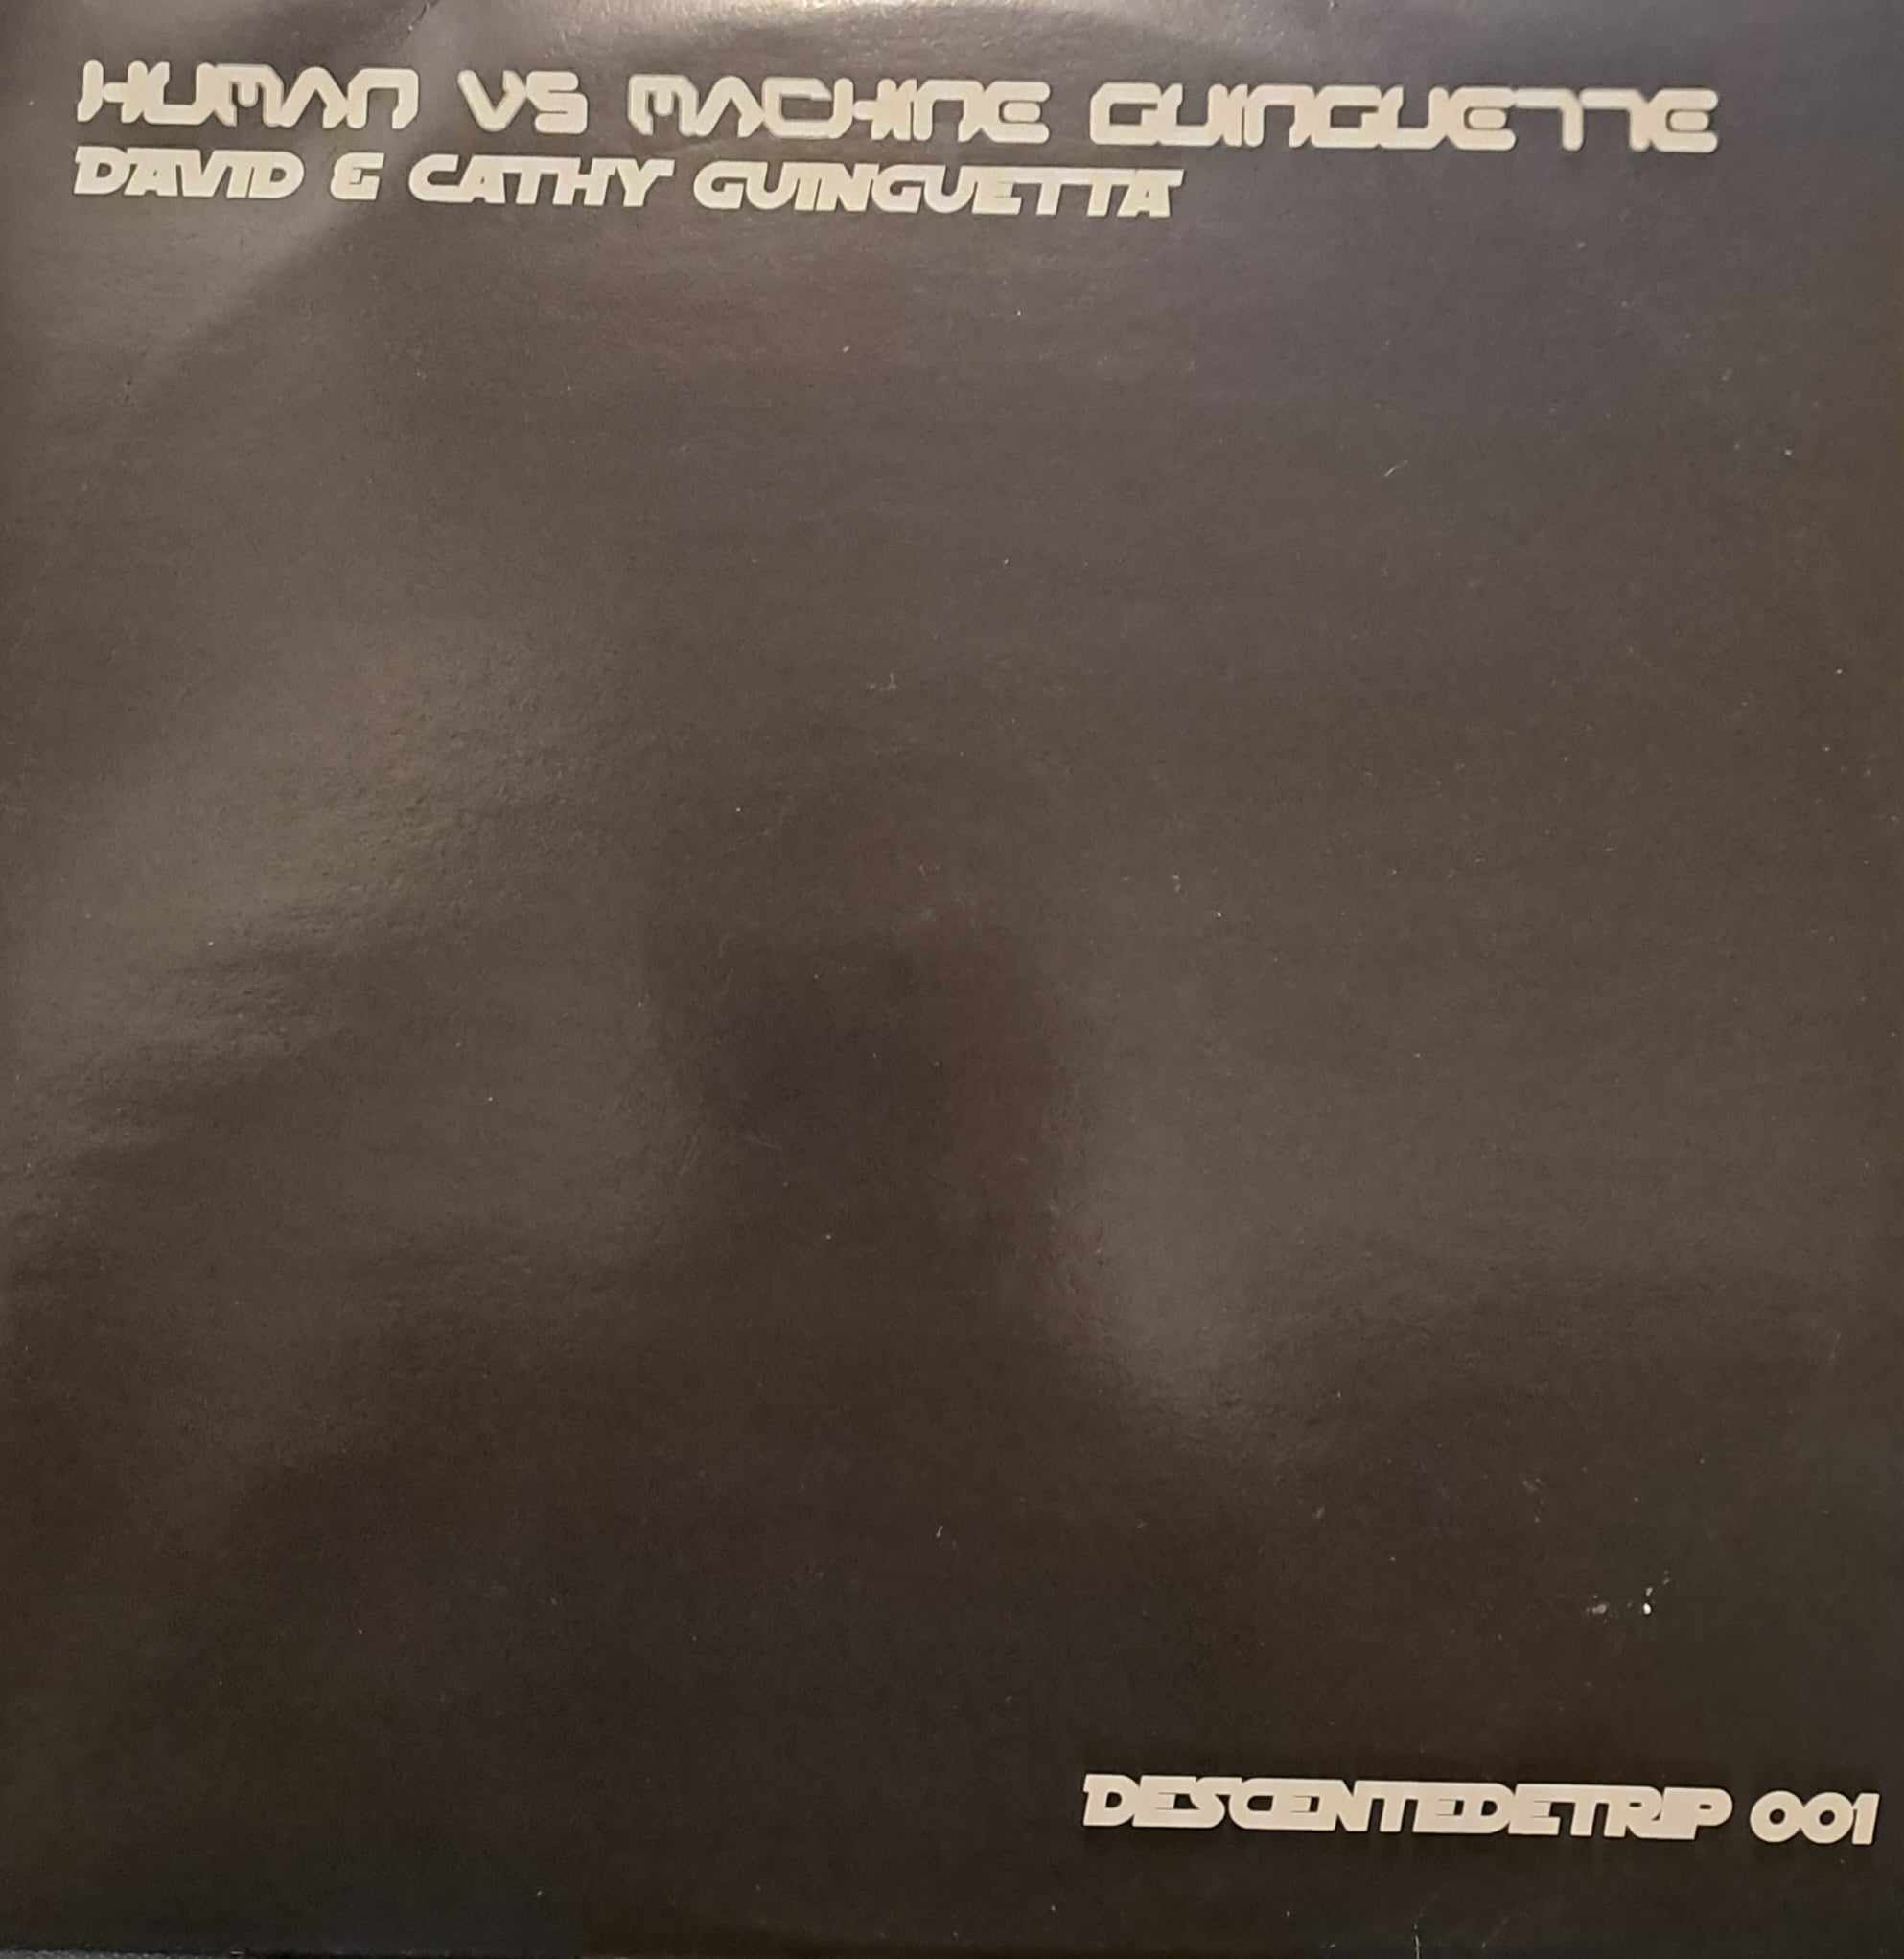 HUMAN VS MACHINE GUINGUETTE
DAVID & CATHY GUINGUETTA
DESCENTEDETRIP 001